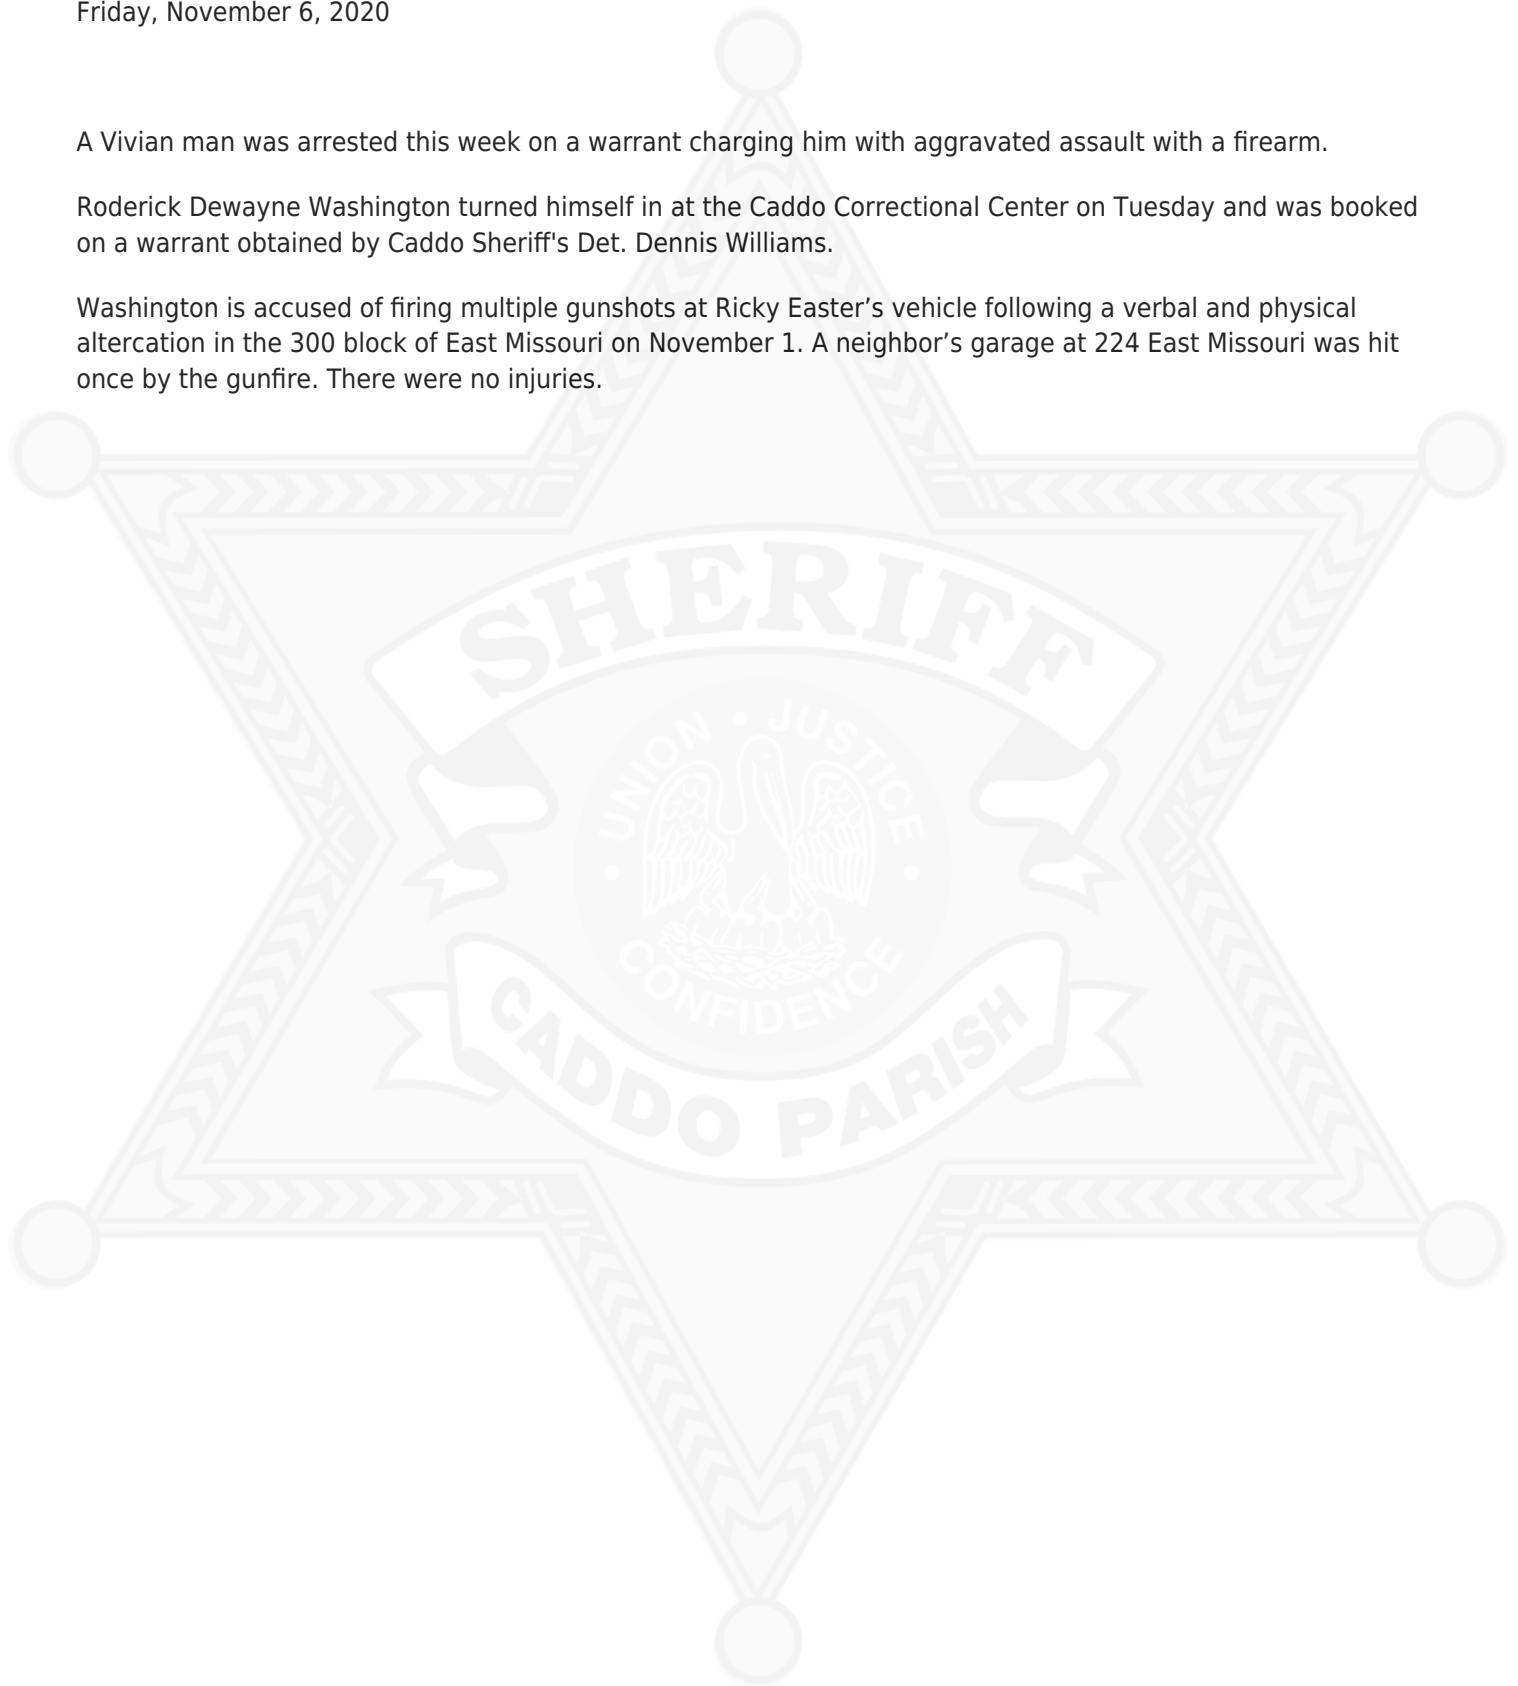 Friday, November 6, 2020
A Vivian man was arrested this week on a warrant charging him with aggravated assault with a firearm.
Roderick Dewayne Washington turned himself in at the Caddo Correctional Center on Tuesday and was booked
on a warrant obtained by Caddo Sheriff's Det. Dennis Williams.
Washington is accused of firing multiple gunshots at Ricky Easter’s vehicle following a verbal and physical
altercation in the 300 block of East Missouri on November 1. A neighbor’s garage at 224 East Missouri was hit
once by the gunfire. There were no injuries.
SHERIFF
UNION • JUSTICE
• CONFIDENCE •
CADDO PARISH